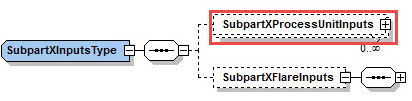 SubpartXProcessUnitInputs
0..∞
SubpartXInputsType
SubpartXFlareInputs